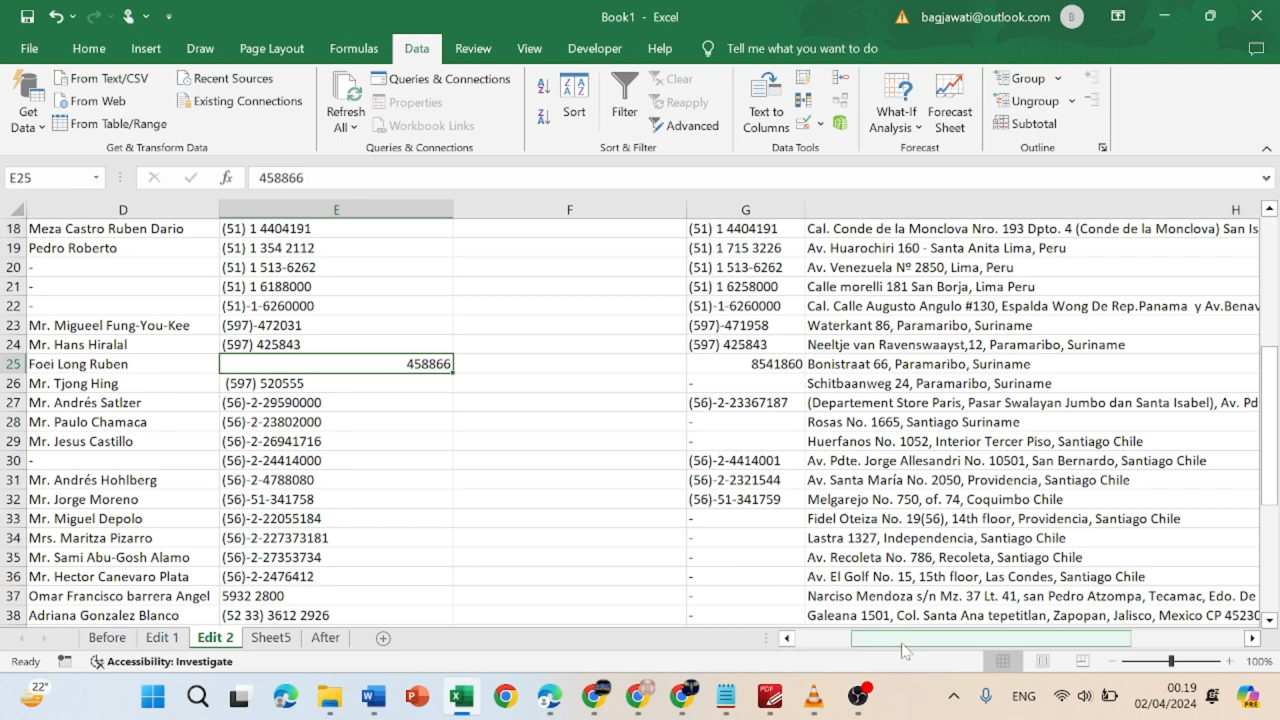 Book1 - Excel
bagjawati@outlook.com B
File Home Insert Draw Page Layout Formulas Data Review View Developer Help Tell me what you want to do
Get Data
From Text/CSV
From Web
From Table/Range
Recent Sources
Existing Connections
Get & Transform Data
Refresh All
Queries & Connections
Properties
Workbook Links
Queries & Connections
Sort
Filter
Clear
Reapply
Advanced
Sort & Filter
Text to Columns
Data Tools
What-If Analysis
Forecast Sheet
Forecast
Group
Ungroup
Subtotal
Outline
E25 fx 458866
D E F G H
18 Meza Castro Ruben Dario (51) 1 4404191 (51) 1 4404191 Cal. Conde de la Monclova Nro. 193 Dpto. 4 (Conde de la Monclova) San Is
19 Pedro Roberto (51) 1 354 2112 (51) 1 715 3226 Av. Huarochiri 160 - Santa Anita Lima, Peru
20 - (51) 1 513-6262 (51) 1 513-6262 Av. Venezuela Nº 2850, Lima, Peru
21 - (51) 1 6188000 (51) 1 6258000 Calle morelli 181 San Borja, Lima Peru
22 - (51)-1-6260000 (51)-1-6260000 Cal. Calle Augusto Angulo #130, Espalda Wong De Rep.Panama y Av.Benav
23 Mr. Migueel Fung-You-Kee (597)-472031 (597)-471958 Waterkant 86, Paramaribo, Suriname
24 Mr. Hans Hiralal (597) 425843 (597) 425843 Neeltje van Ravenswaayst,12, Paramaribo, Suriname
25 Foei Long Ruben 458866 8541860 Bonistraat 66, Paramaribo, Suriname
26 Mr. Tjong Hing (597) 520555 - Schitbaanweg 24, Paramaribo, Suriname
27 Mr. Andrés Satlzer (56)-2-29590000 (56)-2-23367187 (Departement Store Paris, Pasar Swalayan Jumbo dan Santa Isabel), Av. Pd
28 Mr. Paulo Chamaca (56)-2-23802000 - Rosas No. 1665, Santiago Suriname
29 Mr. Jesus Castillo (56)-2-26941716 - Huerfanos No. 1052, Interior Tercer Piso, Santiago Chile
30 - (56)-2-24414000 (56)-2-4414001 Av. Pdte. Jorge Allesandri No. 10501, San Bernardo, Santiago Chile
31 Mr. Andrés Hohlberg (56)-2-4788080 (56)-2-2321544 Av. Santa María No. 2050, Providencia, Santiago Chile
32 Mr. Jorge Moreno (56)-51-341758 (56)-51-341759 Melgarejo No. 750, of. 74, Coquimbo Chile
33 Mr. Miguel Depolo (56)-2-22055184 - Fidel Oteiza No. 19(56), 14th floor, Providencia, Santiago Chile
34 Mrs. Maritza Pizarro (56)-2-227373181 - Lastra 1327, Independencia, Santiago Chile
35 Mr. Sami Abu-Gosh Alamo (56)-2-27353734 - Av. Recoleta No. 786, Recoleta, Santiago Chile
36 Mr. Hector Canevaro Plata (56)-2-2476412 - Av. El Golf No. 15, 15th floor, Las Condes, Santiago Chile
37 Omar Francisco barrera Angel 5932 2800 - Narciso Mendoza s/n Mz. 37 Lt. 41, san Pedro Atzompa, Tecamac, Edo. De
38 Adriana Gonzalez Blanco (52 33) 3612 2926 - Galeana 1501, Col. Santa Ana tepetitlan, Zapopan, Jalisco, Mexico CP 45230
Before Edit 1 Edit 2 Sheet5 After
Ready Accessibility: Investigate 100%
22° ENG 00.19
02/04/2024